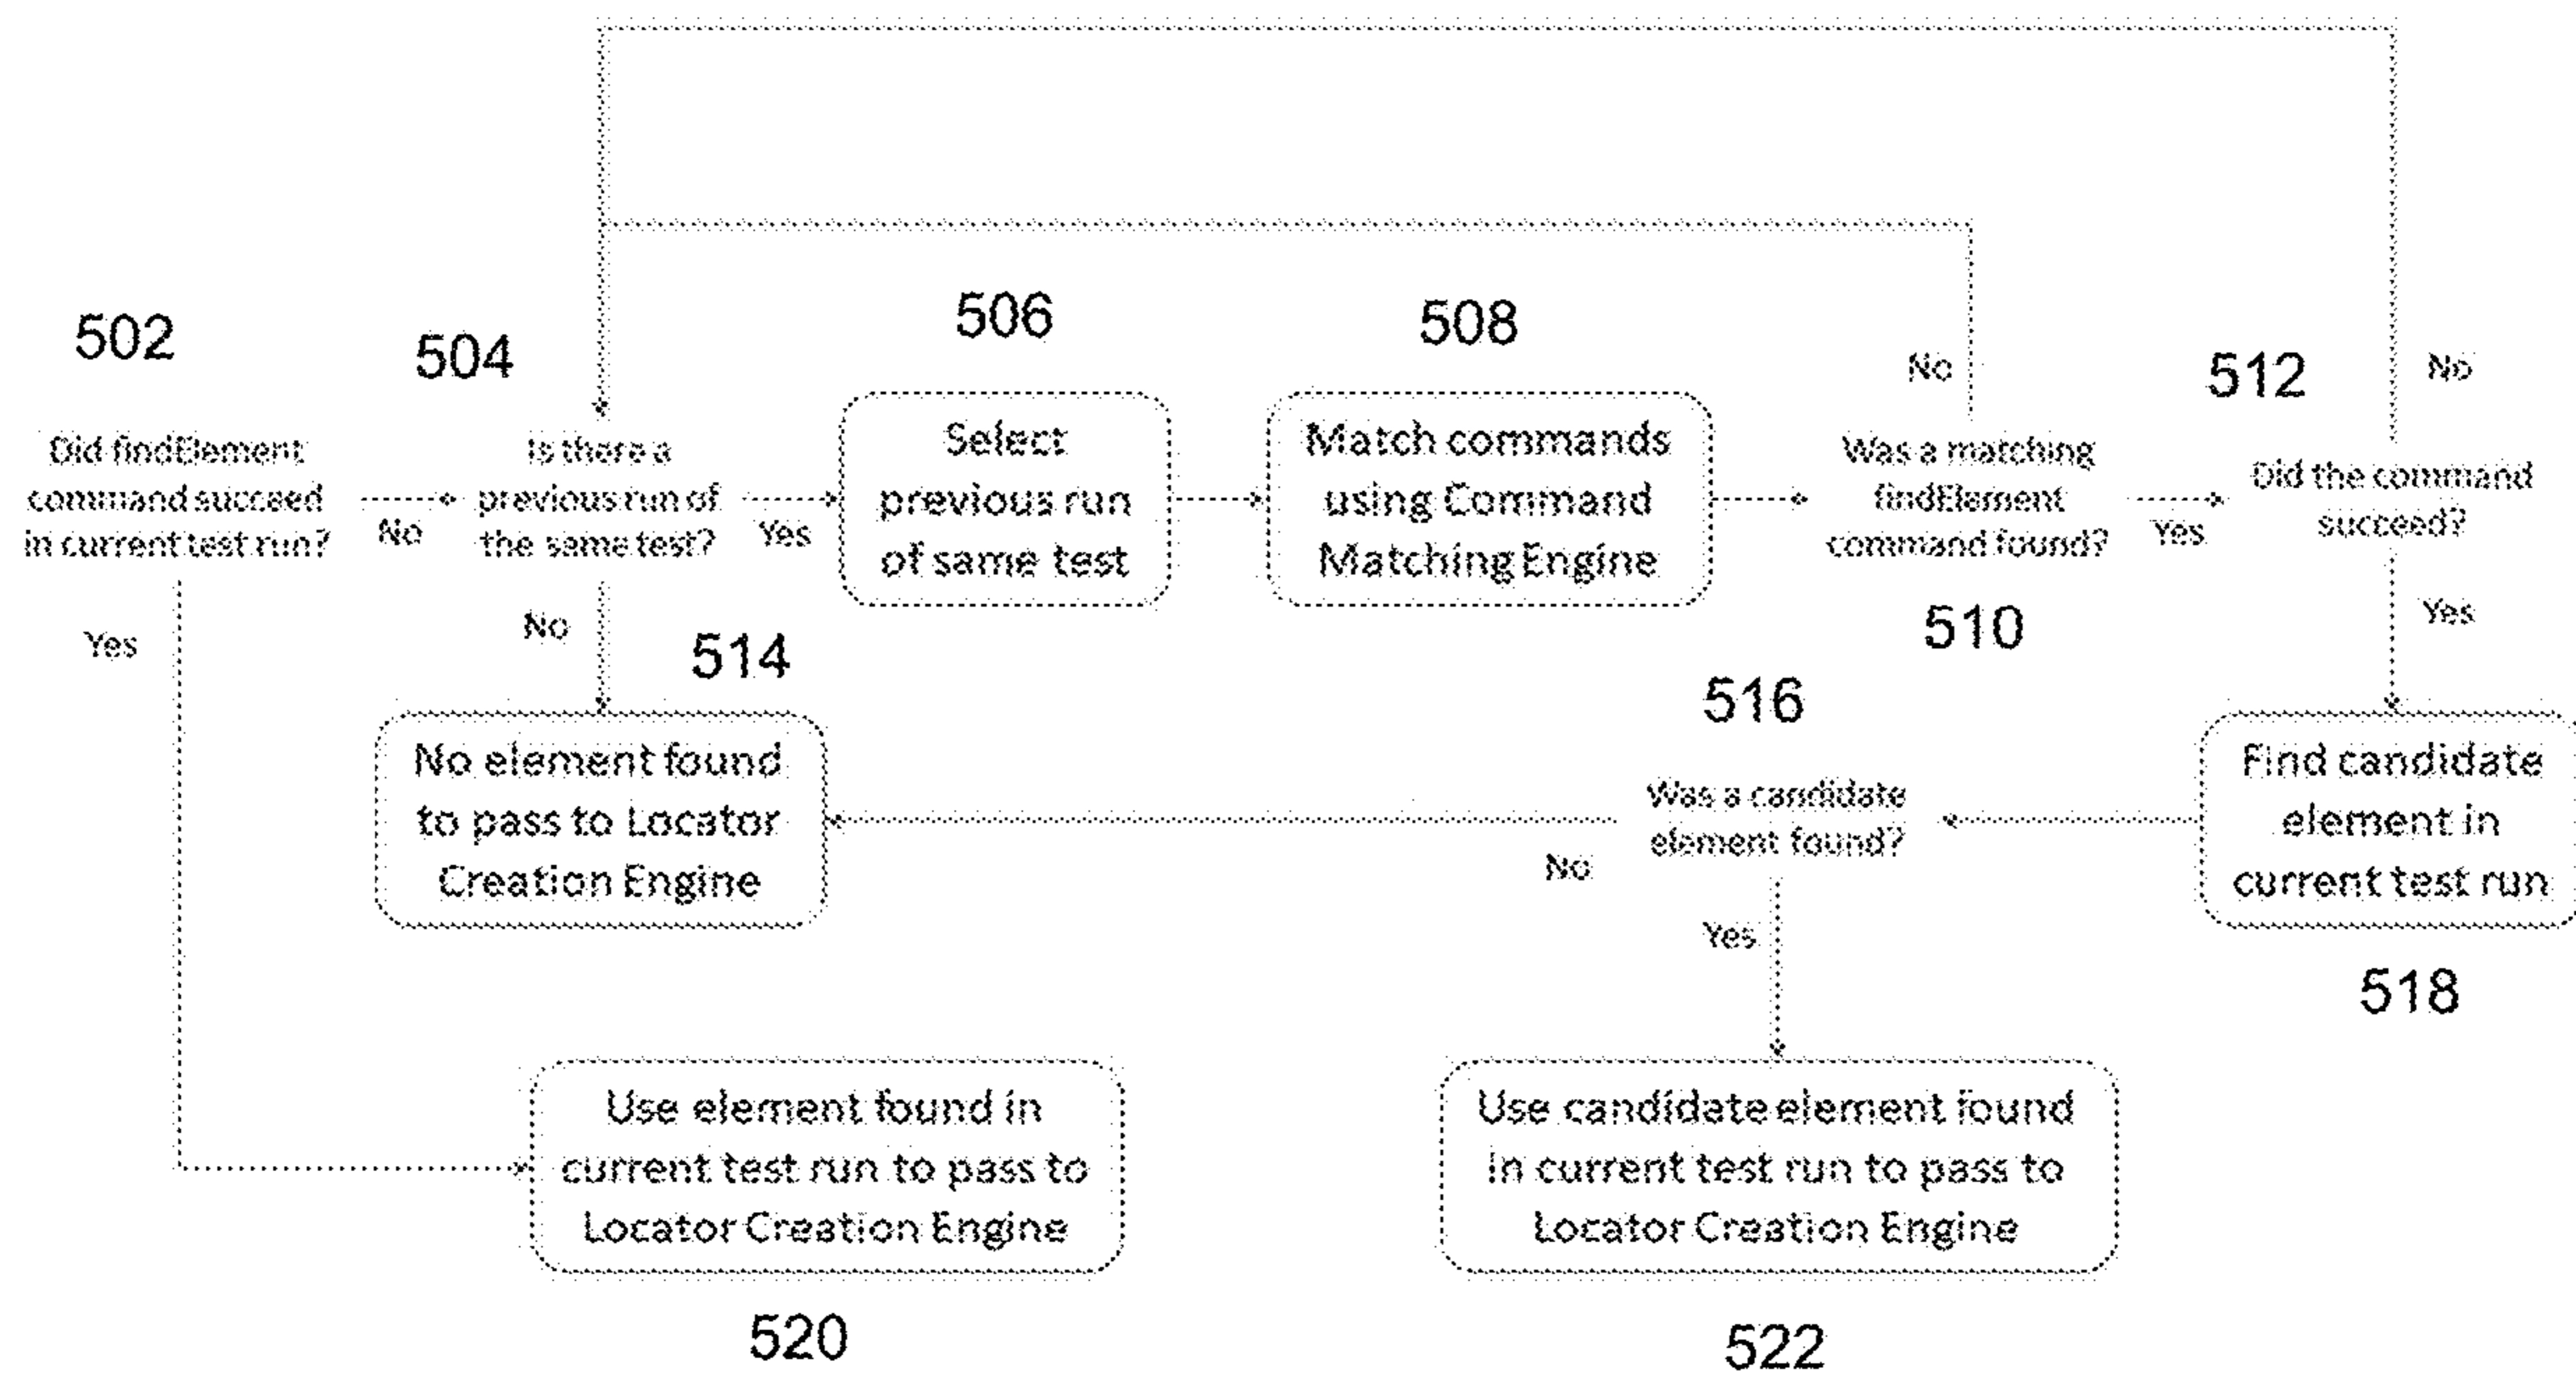 502
Did findElement
command succeed
in current test run?
Yes
No
504
Is there a
previous run of
the same test?
Yes
No
506
Select
previous run
of same test
508
Match commands
using Command
Matching Engine
No
Was a matching
findElement
command found?
Yes
510
512
No
Did the command
succeed?
Yes
514
No element found
to pass to Locator
Creation Engine
516
Was a candidate
element found?
No
Yes
Find candidate
element in
current test run
518
Use element found in
current test run to pass to
Locator Creation Engine
520
Use candidate element found
in current test run to pass to
Locator Creation Engine
522